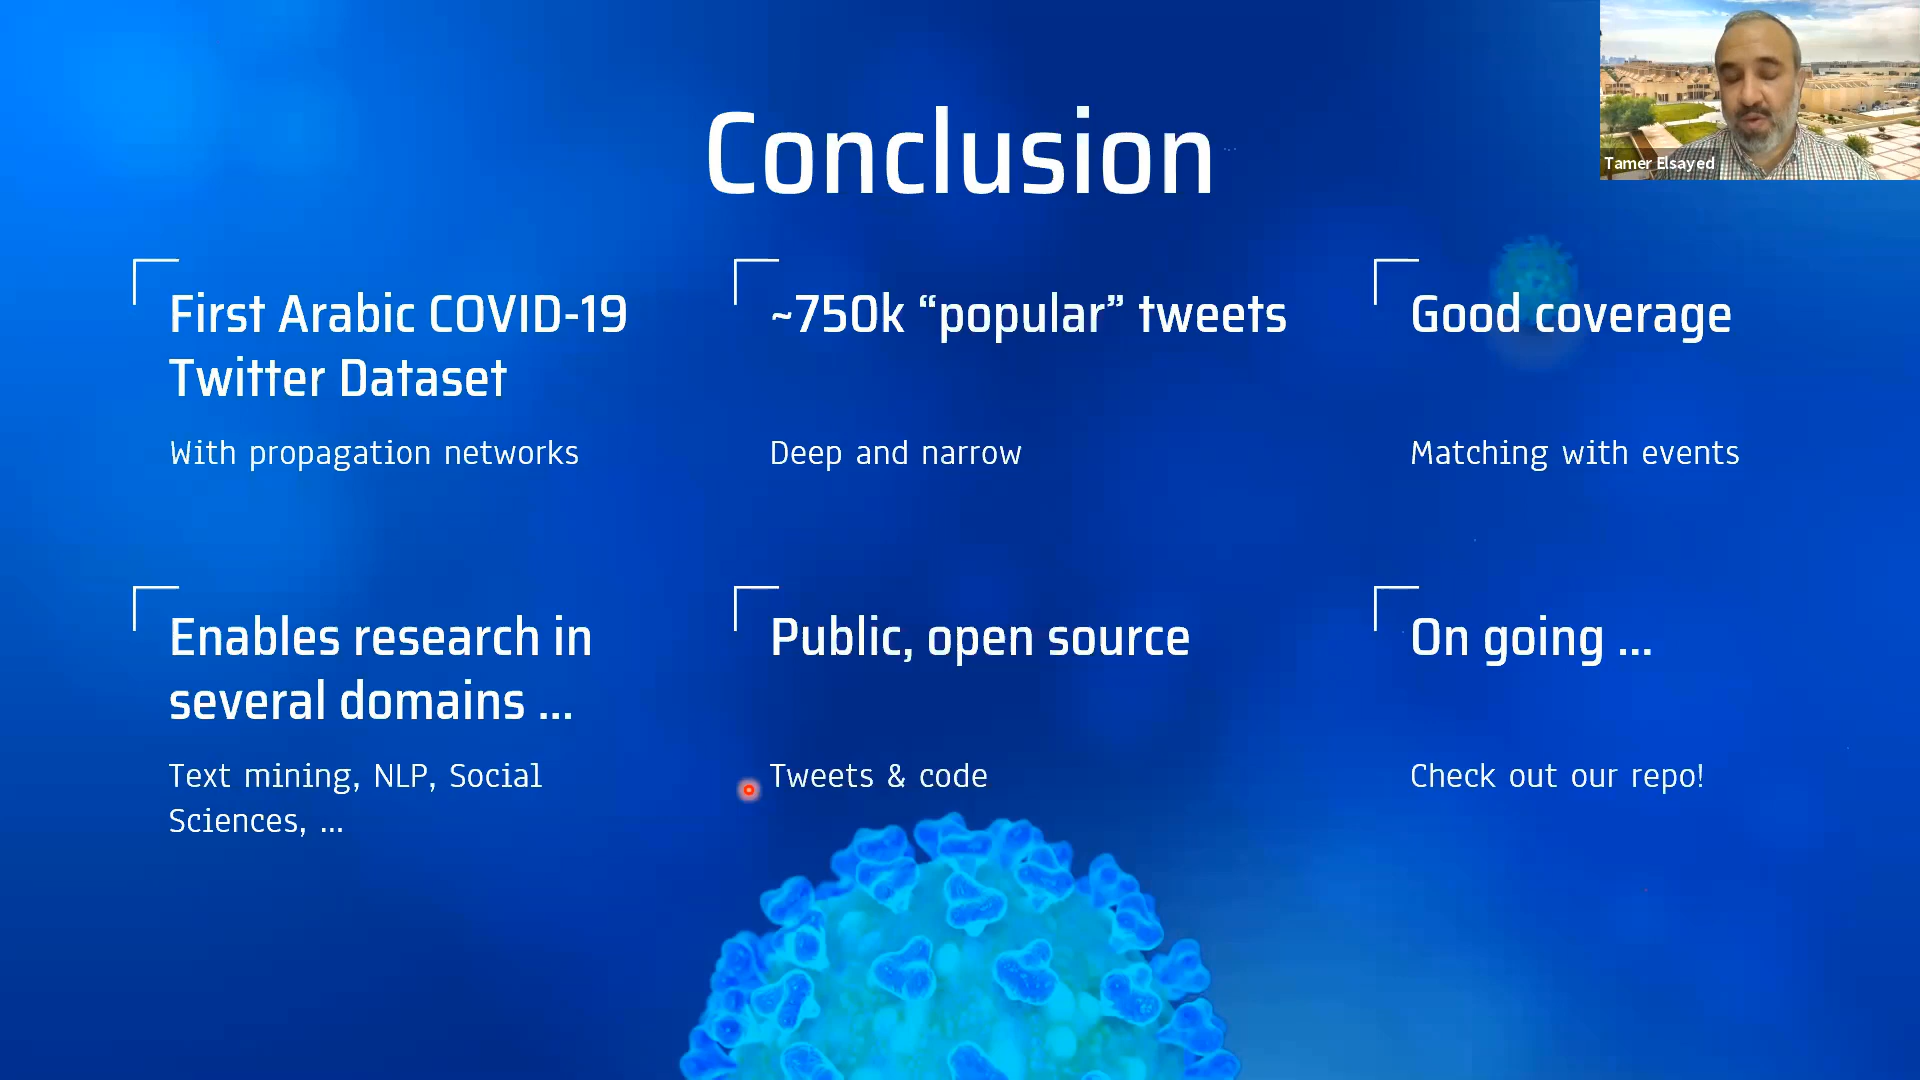 Conclusion
Tamer Elsayed
First Arabic COVID-19
Twitter Dataset
With propagation networks
~750k “popular” tweets
Deep and narrow
Good coverage
Matching with events
Enables research in
several domains ...
Text mining, NLP, Social
Sciences, ...
Public, open source
Tweets & code
On going ...
Check out our repo!